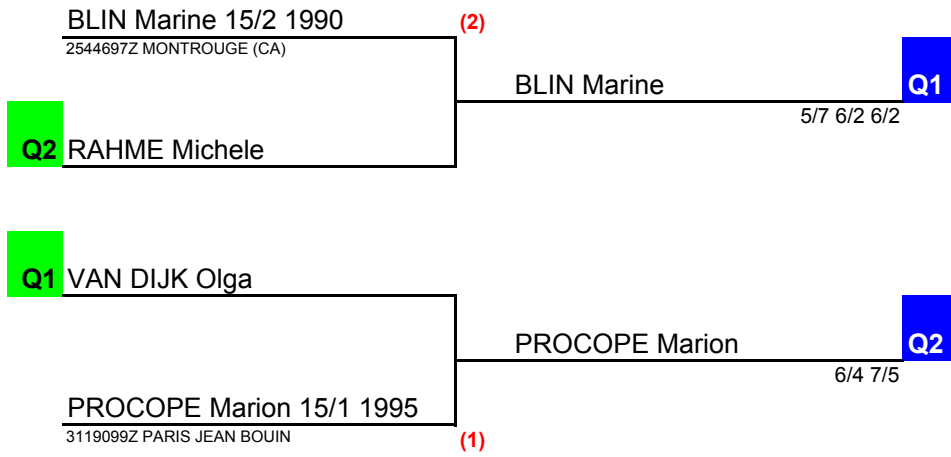 BLIN Marine 15/2 1990 (2)
2544697Z MONTROUGE (CA)
BLIN Marine Q1
5/7 6/2 6/2
Q2 RAHME Michele
Q1 VAN DIJK Olga
PROCOPE Marion Q2
6/4 7/5
PROCOPE Marion 15/1 1995
3119099Z PARIS JEAN BOUIN (1)